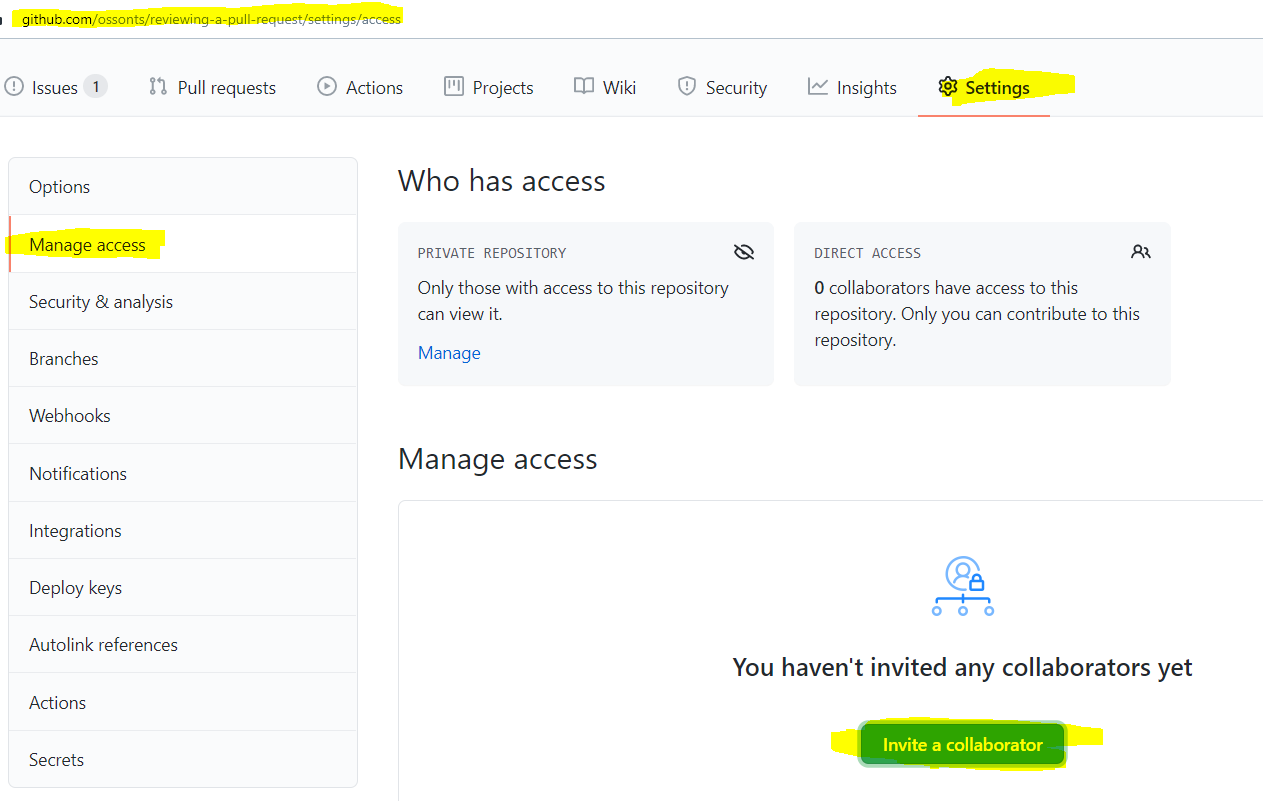 github.com/ossonts/reviewing-a-pull-request/settings/access
Issues 1 Pull requests Actions Projects Wiki Security Insights Settings
Options
Manage access
Security & analysis
Branches
Webhooks
Notifications
Integrations
Deploy keys
Autolink references
Actions
Secrets
Who has access
PRIVATE REPOSITORY
Only those with access to this repository
can view it.
Manage
DIRECT ACCESS
0 collaborators have access to this
repository. Only you can contribute to this
repository.
Manage access
You haven't invited any collaborators yet
Invite a collaborator